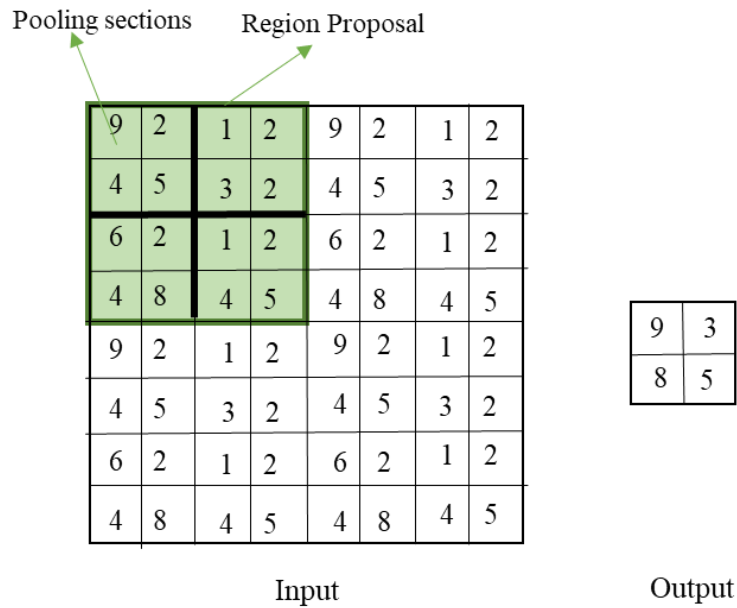 Pooling sections Region Proposal
9 2 1 2 9 2 1 2
4 5 3 2 4 5 3 2
6 2 1 2 6 2 1 2
4 8 4 5 4 8 4 5
9 2 1 2 9 2 1 2
4 5 3 2 4 5 3 2
6 2 1 2 6 2 1 2
4 8 4 5 4 8 4 5
9 3
8 5
Input
Output